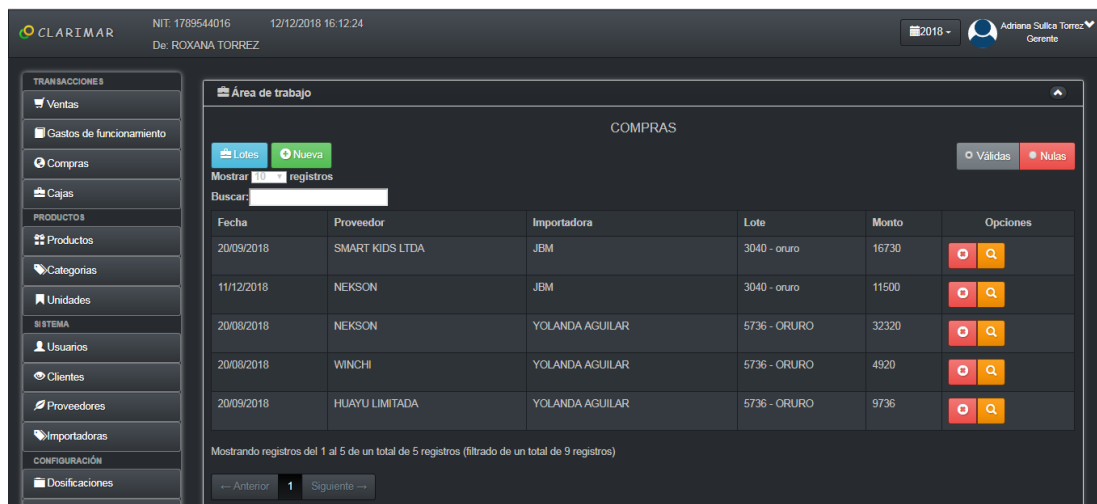 CLARIMAR
NIT: 1789544016 12/12/2018 16:12:24
De: ROXANA TORREZ
2018
Adriana Sullca Torrez
Gerente
TRANSACCIONES
Ventas
Gastos de funcionamiento
Compras
Cajas
PRODUCTOS
Productos
Categorias
Unidades
SISTEMA
Usuarios
Clientes
Proveedores
Importadoras
CONFIGURACIÓN
Dosificaciones
Área de trabajo
COMPRAS
Lotes Nueva Válidas Nulas
Mostrar 10 registros
Buscar:
Fecha Proveedor Importadora Lote Monto Opciones
20/09/2018 SMART KIDS LTDA JBM 3040 - oruro 16730
11/12/2018 NEKSON JBM 3040 - oruro 11500
20/08/2018 NEKSON YOLANDA AGUILAR 5736 - ORURO 32320
20/08/2018 WINCHI YOLANDA AGUILAR 5736 - ORURO 4920
20/09/2018 HUAYU LIMITADA YOLANDA AGUILAR 5736 - ORURO 9736
Mostrando registros del 1 al 5 de un total de 5 registros (filtrado de un total de 9 registros)
← Anterior 1 Siguiente →